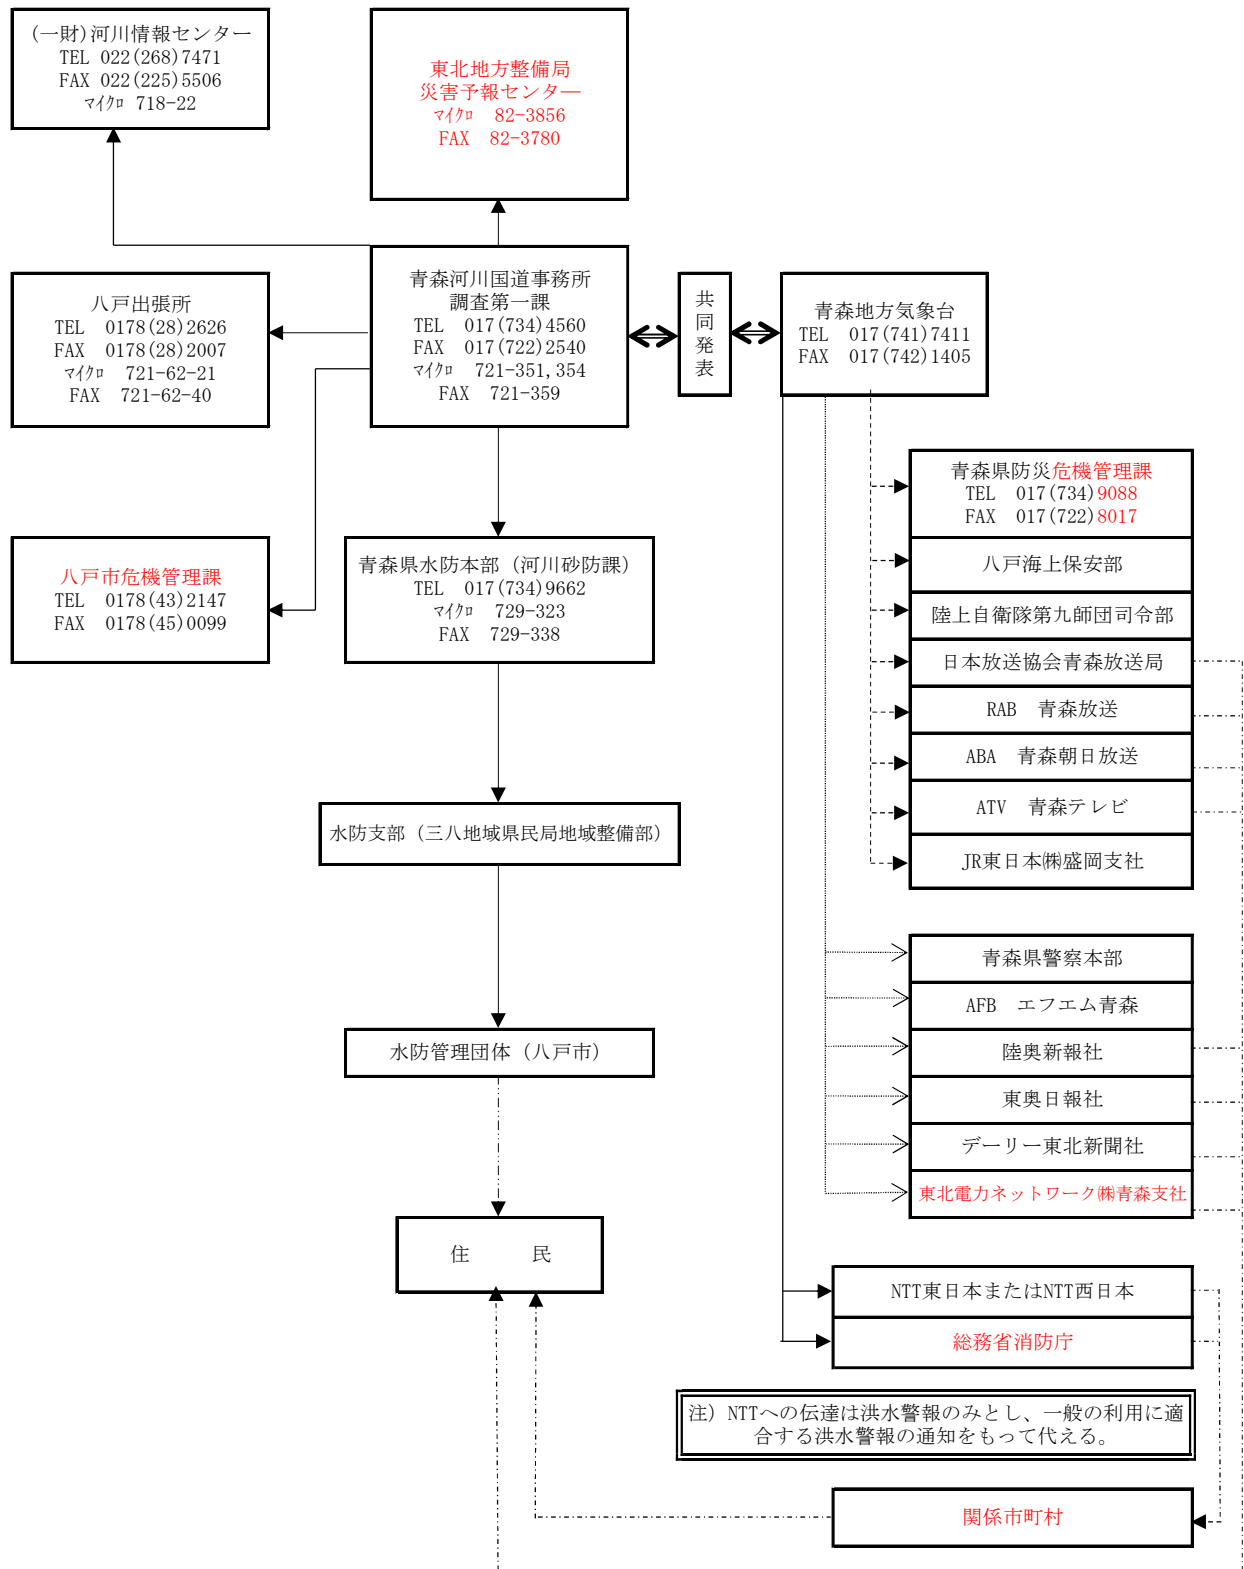 (一財)河川情報センター
TEL 022(268)7471
FAX 022(225)5506
ﾏｲｸﾛ 718-22
東北地方整備局
災害予報センター
ﾏｲｸﾛ 82-3856
FAX 82-3780
八戸出張所
TEL 0178(28)2626
FAX 0178(28)2007
ﾏｲｸﾛ 721-62-21
FAX 721-62-40
青森河川国道事務所
調査第一課
TEL 017(734)4560
FAX 017(722)2540
ﾏｲｸﾛ 721-351,354
FAX 721-359
共
同
発
表
青森地方気象台
TEL 017(741)7411
FAX 017(742)1405
八戸市危機管理課
TEL 0178(43)2147
FAX 0178(45)0099
青森県水防本部（河川砂防課）
TEL 017(734)9662
ﾏｲｸﾛ 729-323
FAX 729-338
水防支部（三八地域県民局地域整備部）
水防管理団体（八戸市）
住　　　民
青森県防災危機管理課
TEL 017(734)9088
FAX 017(722)8017
八戸海上保安部
陸上自衛隊第九師団司令部
日本放送協会青森放送局
RAB　青森放送
ABA　青森朝日放送
ATV　青森テレビ
JR東日本㈱盛岡支社
青森県警察本部
AFB　エフエム青森
陸奥新報社
東奥日報社
デーリー東北新聞社
東北電力ネットワーク㈱青森支社
NTT東日本またはNTT西日本
総務省消防庁
注）NTTへの伝達は洪水警報のみとし、一般の利用に適
合する洪水警報の通知をもって代える。
関係市町村